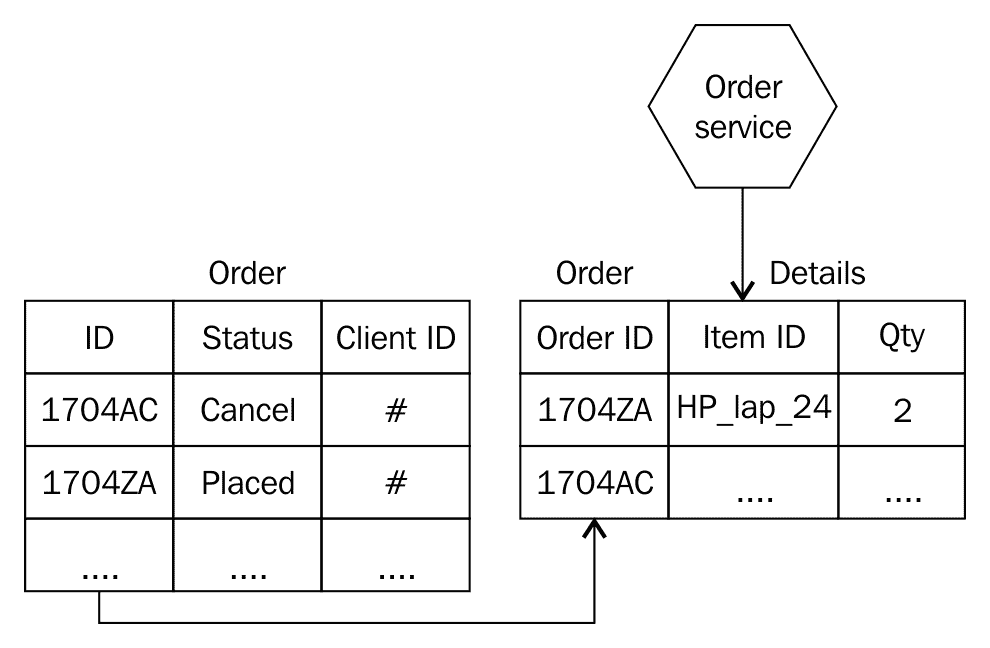 Order
service
Order
ID Status Client ID
1704AC Cancel #
1704ZA Placed #
.... .... ....
Order Details
Order ID Item ID Qty
1704ZA HP_lap_24 2
1704AC .... ....